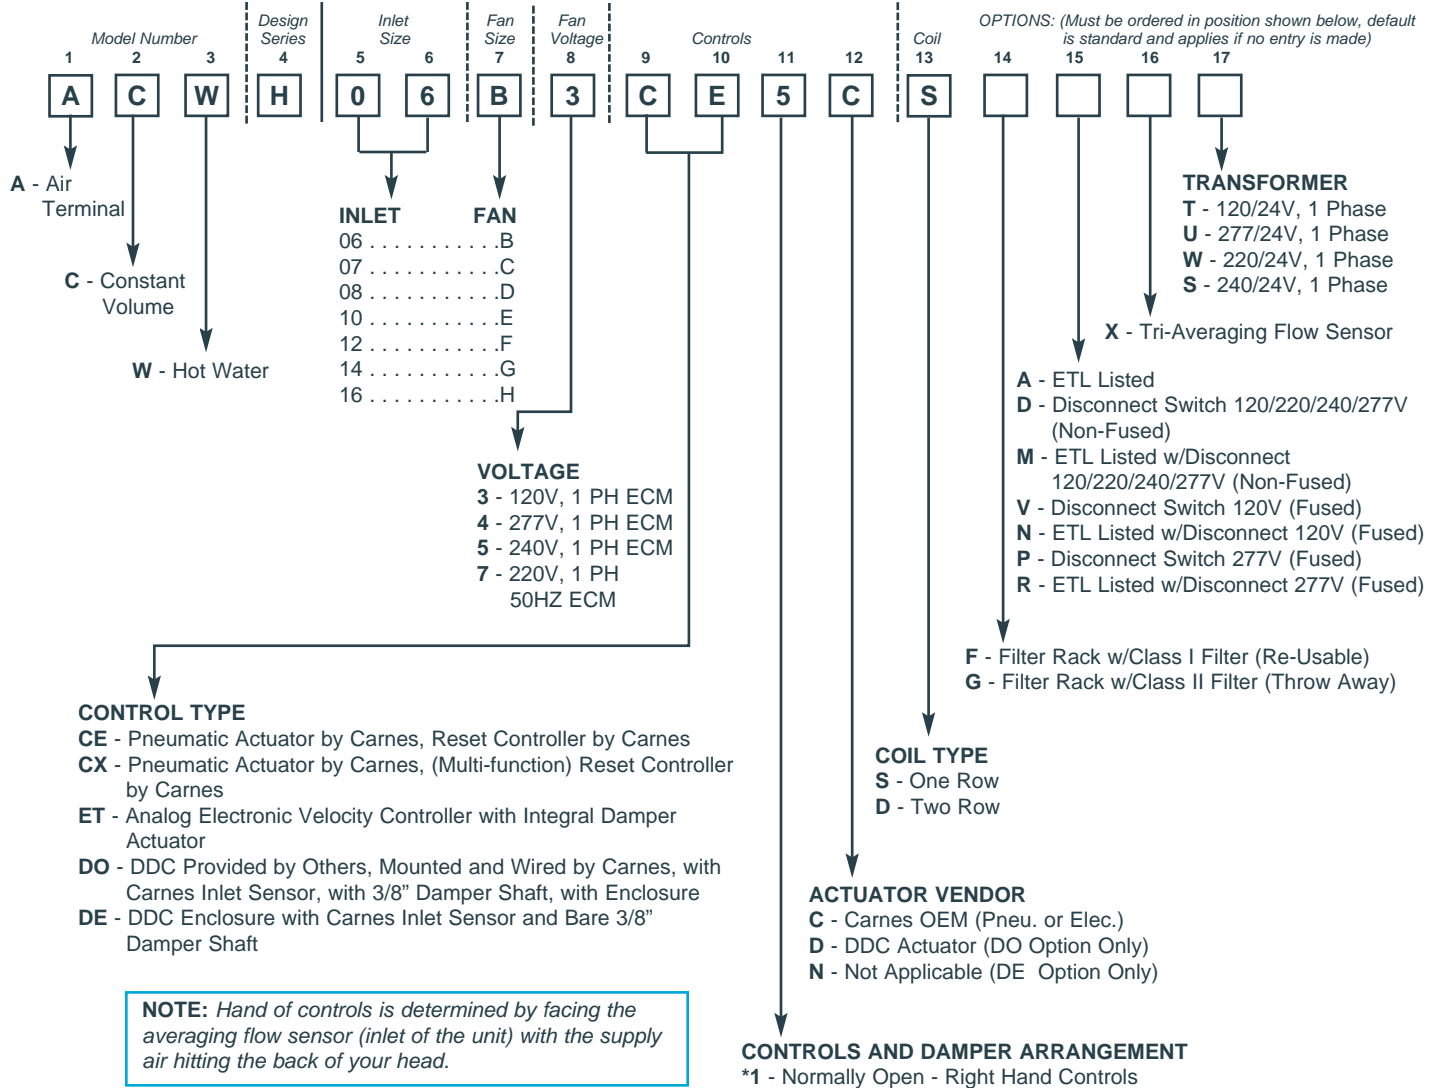 Model Number
Design
Series
Inlet
Size
Fan
Size
Fan
Voltage
Controls
Coil
OPTIONS: (Must be ordered in position shown below, default
is standard and applies if no entry is made)
1 2 3 4 5 6 7 8 9 10 11 12 13 14 15 16 17
A C W H 0 6 B 3 C E 5 C S
A - Air
Terminal
C - Constant
Volume
W - Hot Water
INLET FAN
06 . . . . . . . . . . .B
07 . . . . . . . . . . .C
08 . . . . . . . . . . .D
10 . . . . . . . . . . .E
12 . . . . . . . . . . .F
14 . . . . . . . . . . .G
16 . . . . . . . . . . .H
VOLTAGE
3 - 120V, 1 PH ECM
4 - 277V, 1 PH ECM
5 - 240V, 1 PH ECM
7 - 220V, 1 PH
50HZ ECM
TRANSFORMER
T - 120/24V, 1 Phase
U - 277/24V, 1 Phase
W - 220/24V, 1 Phase
S - 240/24V, 1 Phase
X - Tri-Averaging Flow Sensor
A - ETL Listed
D - Disconnect Switch 120/220/240/277V
(Non-Fused)
M - ETL Listed w/Disconnect
120/220/240/277V (Non-Fused)
V - Disconnect Switch 120V (Fused)
N - ETL Listed w/Disconnect 120V (Fused)
P - Disconnect Switch 277V (Fused)
R - ETL Listed w/Disconnect 277V (Fused)
F - Filter Rack w/Class I Filter (Re-Usable)
G - Filter Rack w/Class II Filter (Throw Away)
CONTROL TYPE
CE - Pneumatic Actuator by Carnes, Reset Controller by Carnes
CX - Pneumatic Actuator by Carnes, (Multi-function) Reset Controller
by Carnes
ET - Analog Electronic Velocity Controller with Integral Damper
Actuator
DO - DDC Provided by Others, Mounted and Wired by Carnes, with
Carnes Inlet Sensor, with 3/8” Damper Shaft, with Enclosure
DE - DDC Enclosure with Carnes Inlet Sensor and Bare 3/8”
Damper Shaft
COIL TYPE
S - One Row
D - Two Row
ACTUATOR VENDOR
C - Carnes OEM (Pneu. or Elec.)
D - DDC Actuator (DO Option Only)
N - Not Applicable (DE Option Only)
NOTE: Hand of controls is determined by facing the
averaging flow sensor (inlet of the unit) with the supply
air hitting the back of your head.
CONTROLS AND DAMPER ARRANGEMENT
*1 - Normally Open - Right Hand Controls